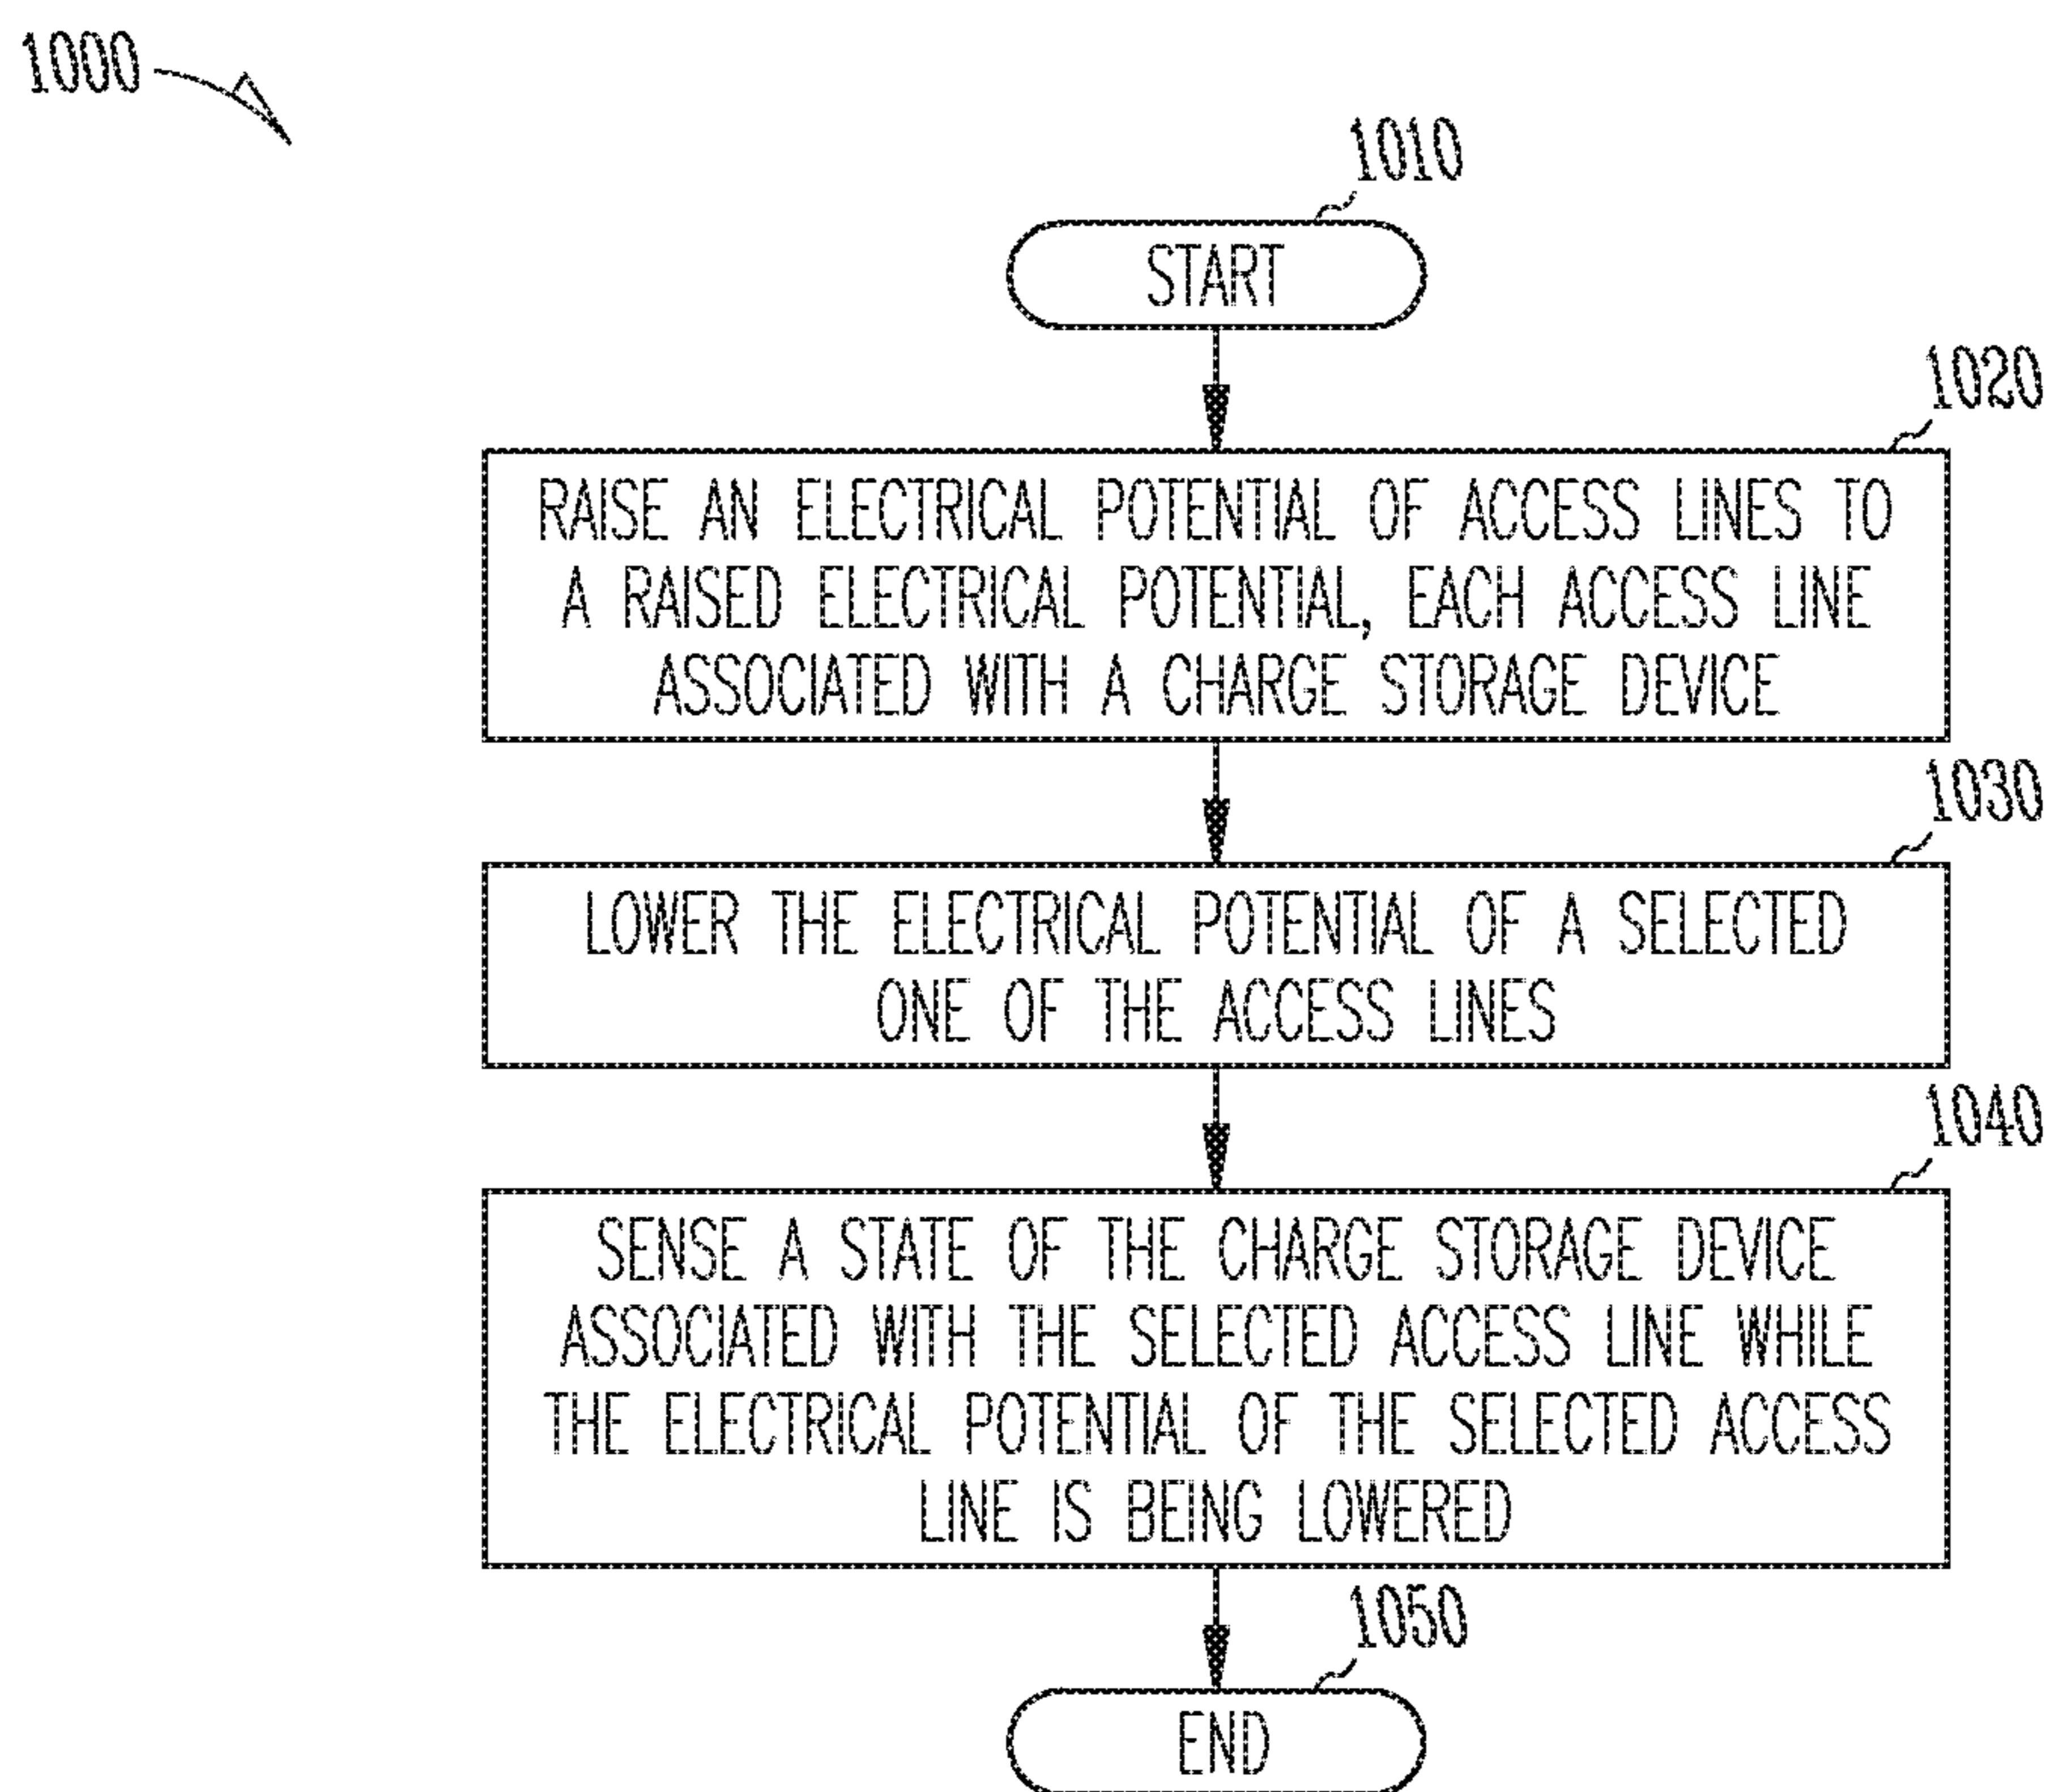 1000
1010
START
1020
RAISE AN ELECTRICAL POTENTIAL OF ACCESS LINES TO
A RAISED ELECTRICAL POTENTIAL, EACH ACCESS LINE
ASSOCIATED WITH A CHARGE STORAGE DEVICE
1030
LOWER THE ELECTRICAL POTENTIAL OF A SELECTED
ONE OF THE ACCESS LINES
1040
SENSE A STATE OF THE CHARGE STORAGE DEVICE
ASSOCIATED WITH THE SELECTED ACCESS LINE WHILE
THE ELECTRICAL POTENTIAL OF THE SELECTED ACCESS
LINE IS BEING LOWERED
1050
END